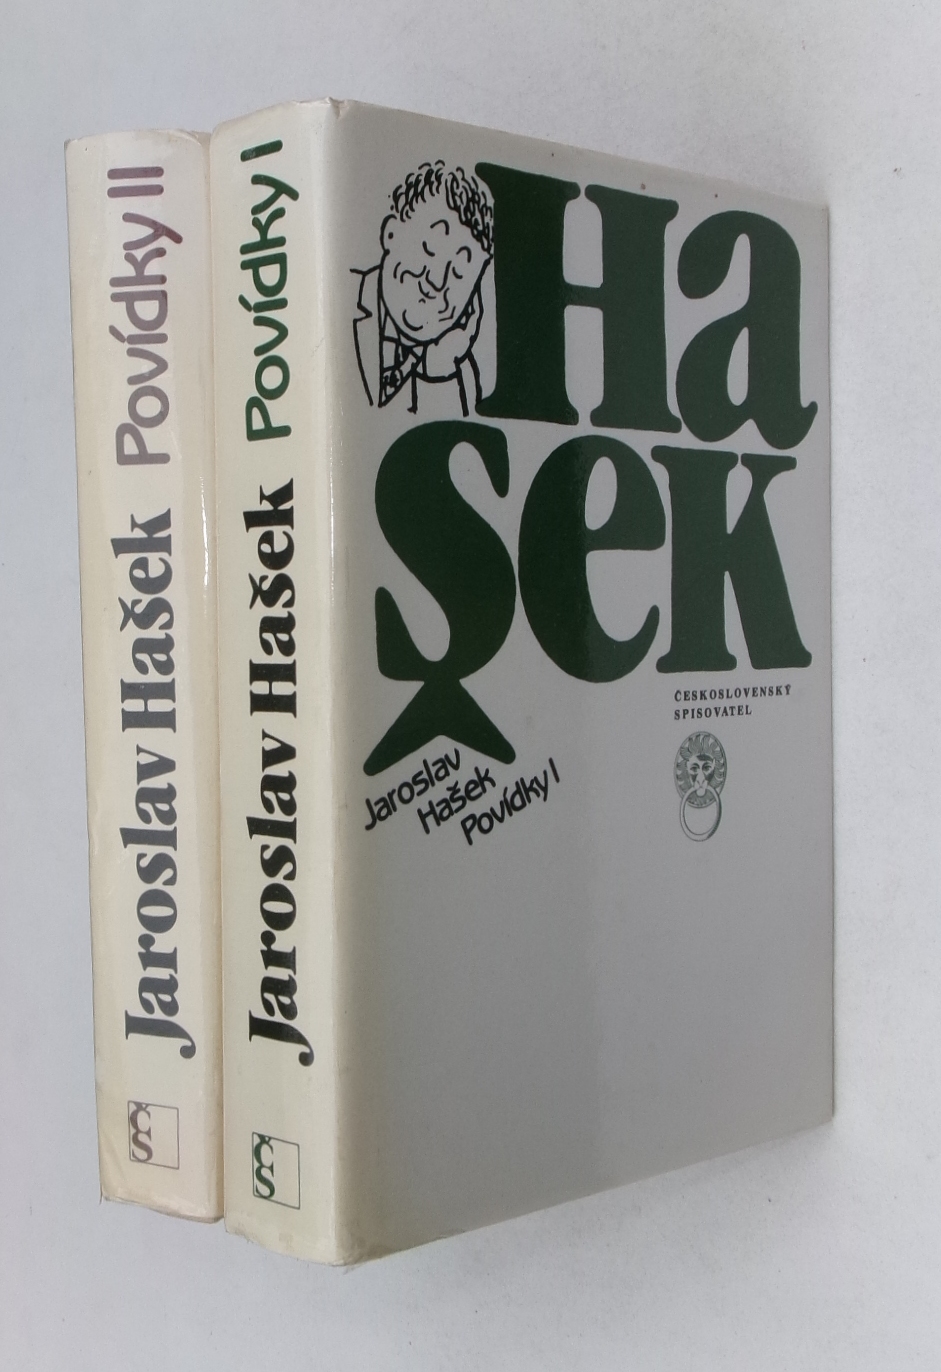 Jaroslav Hašek Povídky II
ČS
Jaroslav Hašek Povídky I
ČS
Ha
šek
ČESKOSLOVENSKÝ
SPISOVATEL
Jaroslav
Hašek
Povídky I